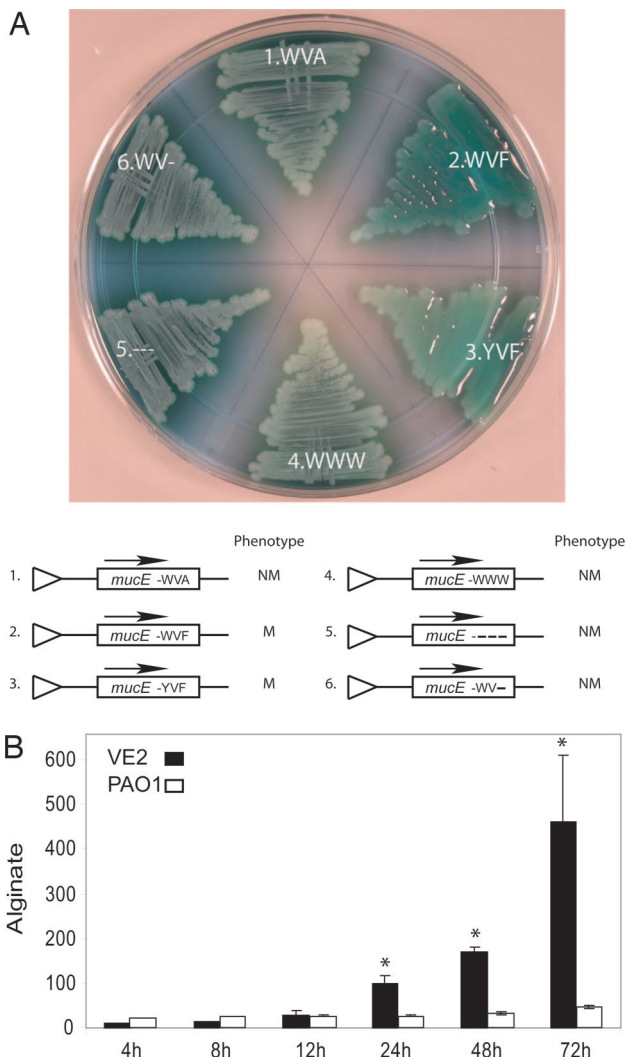 A
1.WVA
2.WVF
3.YVF
4.WWW
5.---
6.WV-
Phenotype
1. mucE -WVA NM
2. mucE -WVF M
3. mucE -YVF M
Phenotype
4. mucE -WWW NM
5. mucE ---- NM
6. mucE -WV- NM
B
VE2
PAO1
Alginate
600
500
400
300
200
100
0
* * *
4h 8h 12h 24h 48h 72h